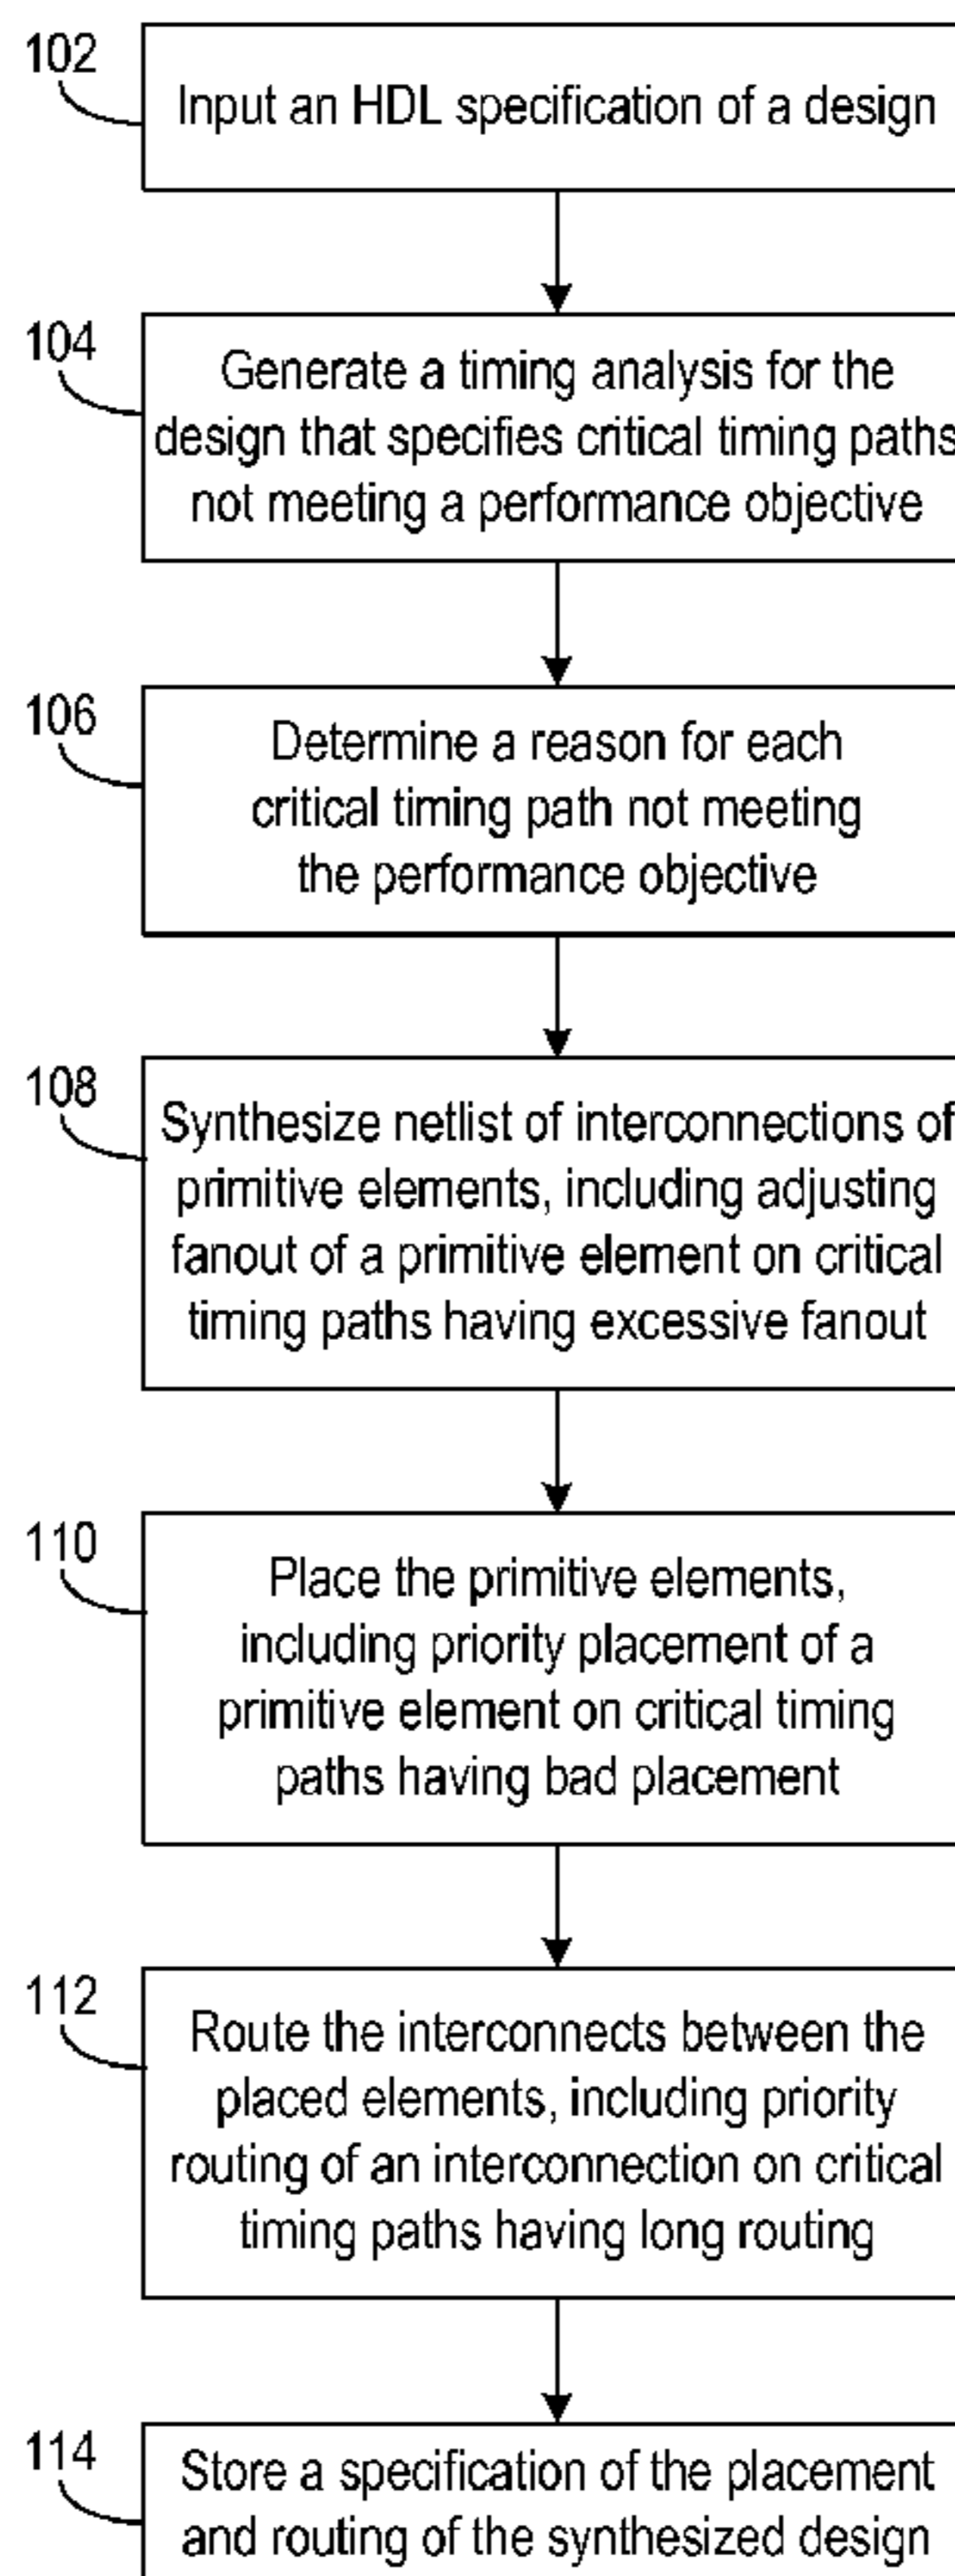 102
Input an HDL specification of a design
104
Generate a timing analysis for the
design that specifies critical timing paths
not meeting a performance objective
106
Determine a reason for each
critical timing path not meeting
the performance objective
108
Synthesize netlist of interconnections of
primitive elements, including adjusting
fanout of a primitive element on critical
timing paths having excessive fanout
110
Place the primitive elements,
including priority placement of a
primitive element on critical timing
paths having bad placement
112
Route the interconnects between the
placed elements, including priority
routing of an interconnection on critical
timing paths having long routing
114
Store a specification of the placement
and routing of the synthesized design